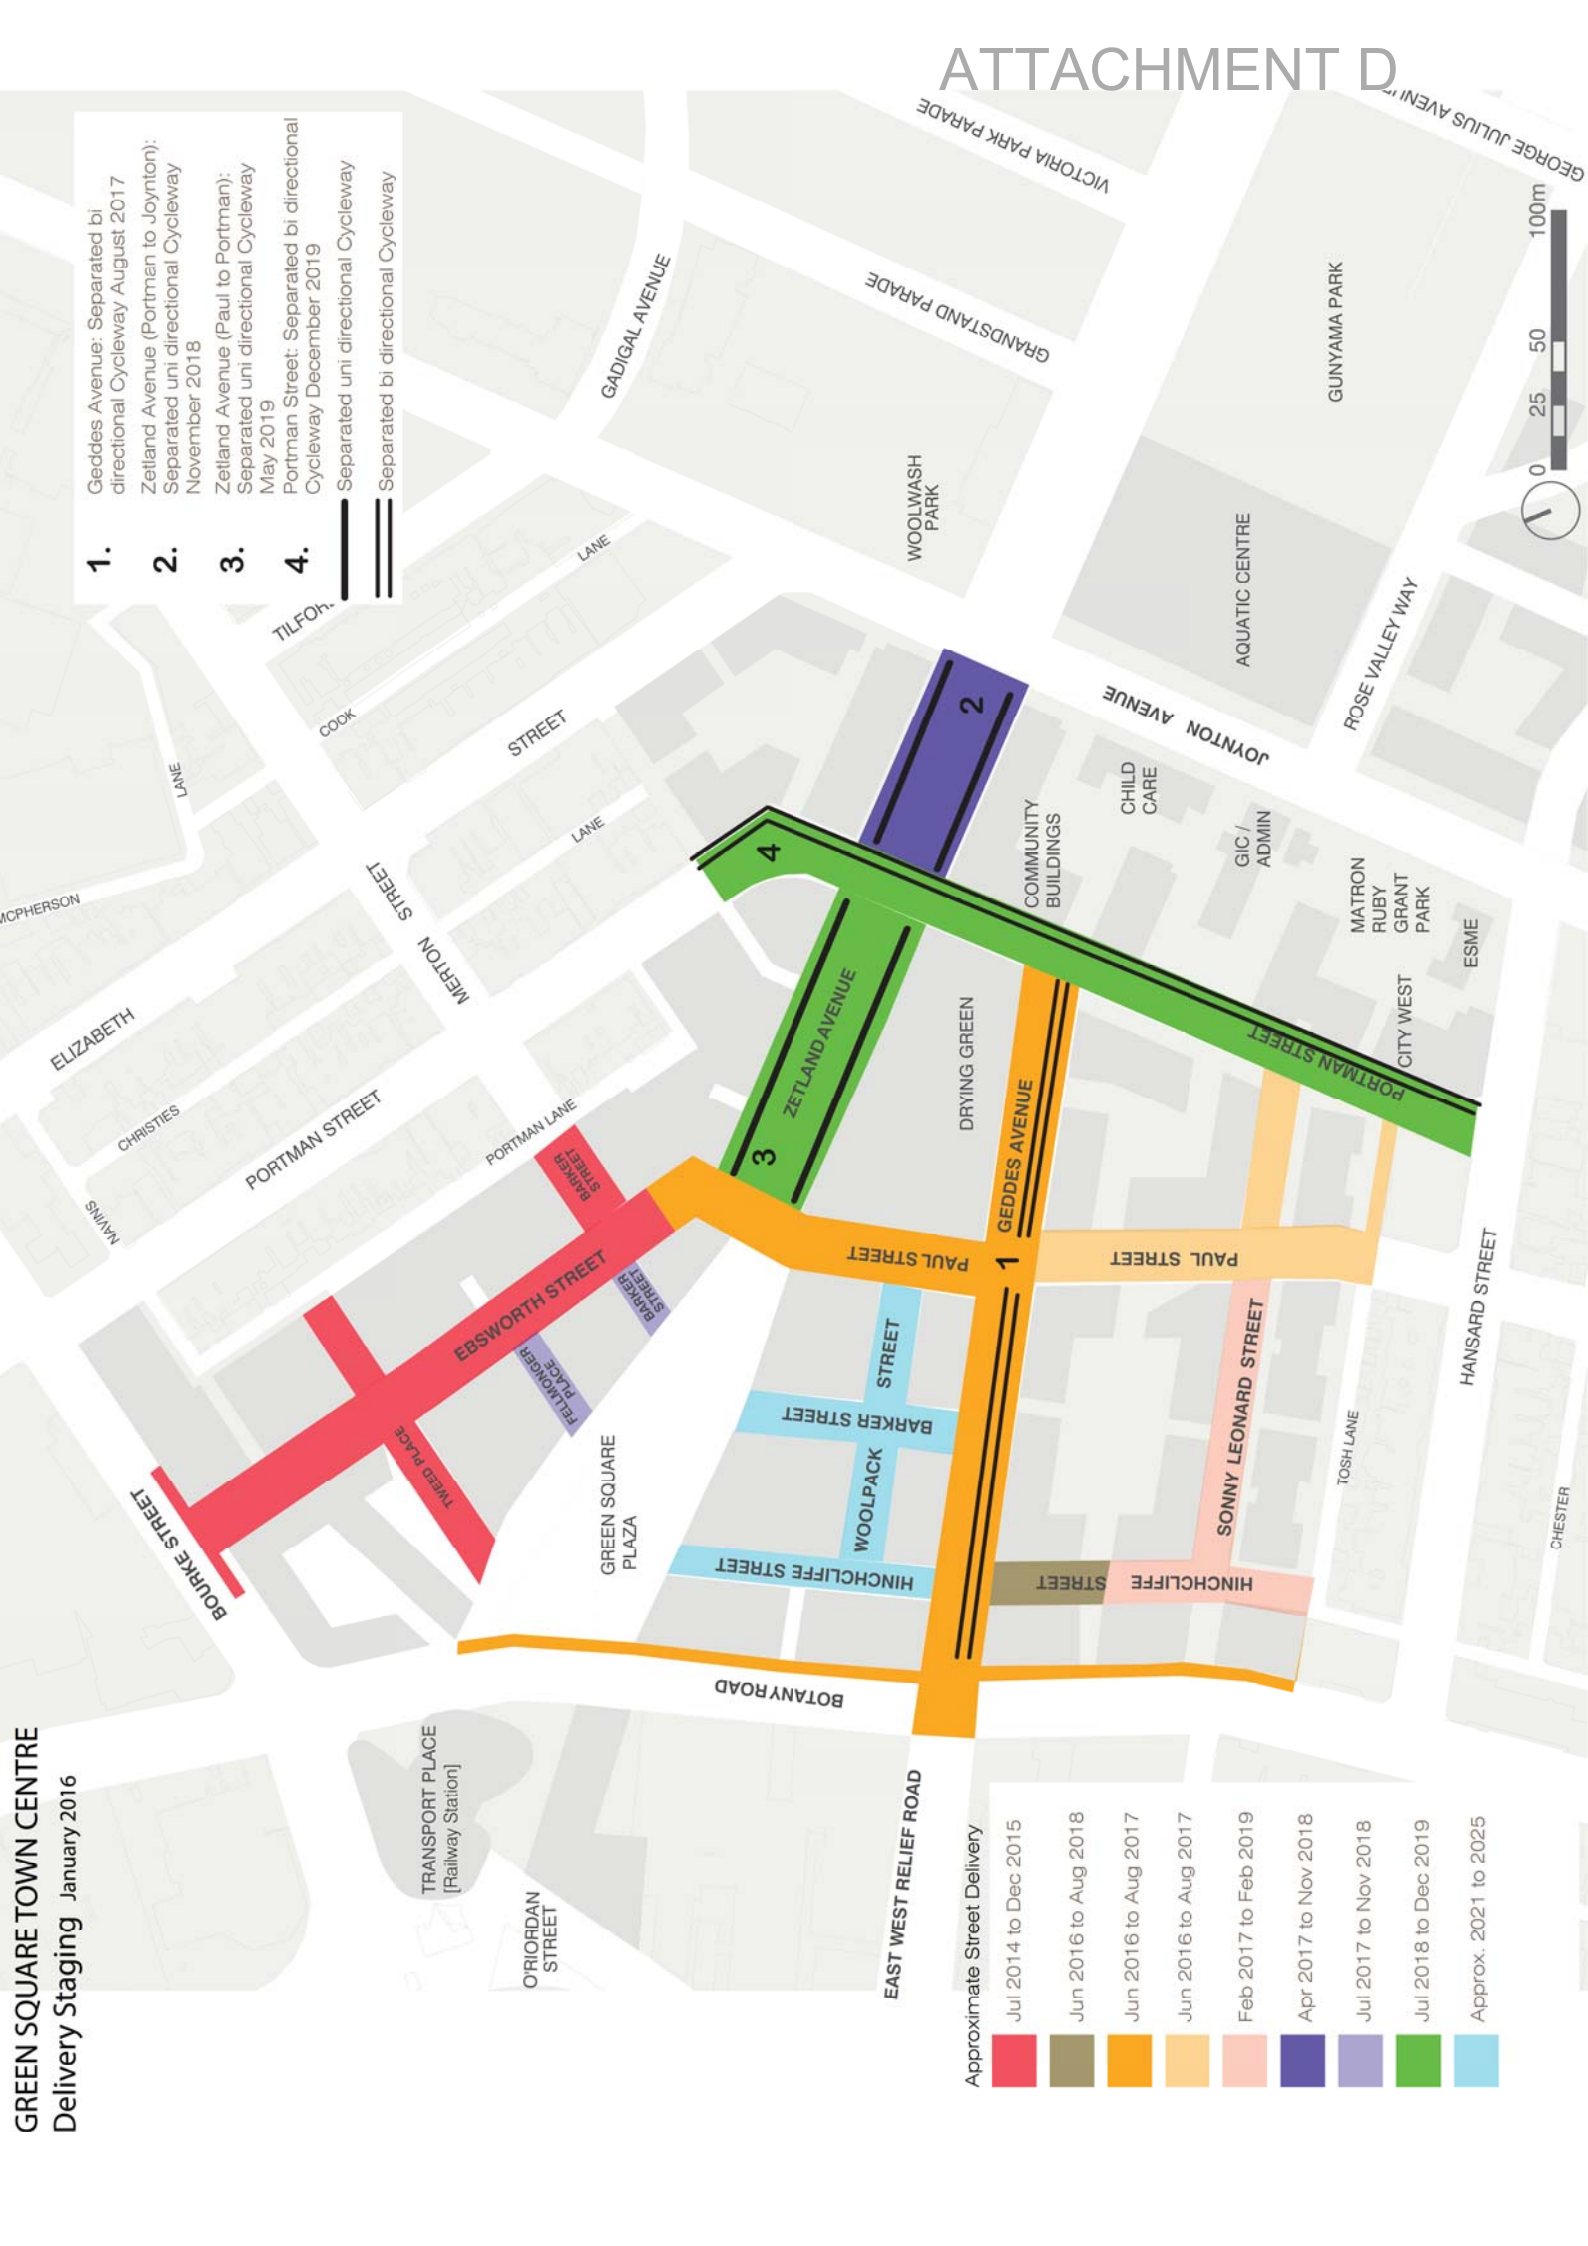 ATTACHMENT D
GREEN SQUARE TOWN CENTRE
Delivery Staging January 2016
1. Geddes Avenue: Separated bi
directional Cycleway August 2017
2. Zetland Avenue (Portman to Joynton):
Separated uni directional Cycleway
November 2018
3. Zetland Avenue (Paul to Portman):
Separated uni directional Cycleway
May 2019
4. Portman Street: Separated bi directional
Cycleway December 2019
Separated uni directional Cycleway
Separated bi directional Cycleway
MCPHERSON
LANE
ELIZABETH
STREET
CHRISTIES
LANE
NAVINS
PORTMAN STREET
PORTMAN LANE
MERTON STREET
COOK
LANE
GADIGAL AVENUE
VICTORIA PARK PARADE
GRANDSTAND PARADE
WOOLWASH
PARK
GUNYAMA PARK
AQUATIC CENTRE
ROSE VALLEY WAY
JOYNTON AVENUE
BOURKE STREET
EBSWORTH STREET
TWEED PLACE
BARKER
STREET
BARKER
STREET
FELLMONGER
PLACE
GREEN SQUARE
PLAZA
3
ZETLAND AVENUE
4
2
PAUL STREET
DRYING GREEN
GEDDES AVENUE
1
COMMUNITY
BUILDINGS
CHILD
CARE
GIC /
ADMIN
MATRON
RUBY
GRANT
PARK
ESME
CITY WEST
PORTMAN STREET
WOOLPACK STREET
BARKER STREET
HINCHCLIFFE STREET
HINCHCLIFFE STREET
PAUL STREET
SONNY LEONARD STREET
TOSH LANE
HANSARD STREET
CHESTER
BOTANY ROAD
TRANSPORT PLACE
[Railway Station]
O'RIORDAN
STREET
EAST WEST RELIEF ROAD
0 25 50 100m
Approximate Street Delivery
Jul 2014 to Dec 2015
Jun 2016 to Aug 2018
Jun 2016 to Aug 2017
Jun 2016 to Aug 2017
Feb 2017 to Feb 2019
Apr 2017 to Nov 2018
Jul 2017 to Nov 2018
Jul 2018 to Dec 2019
Approx. 2021 to 2025